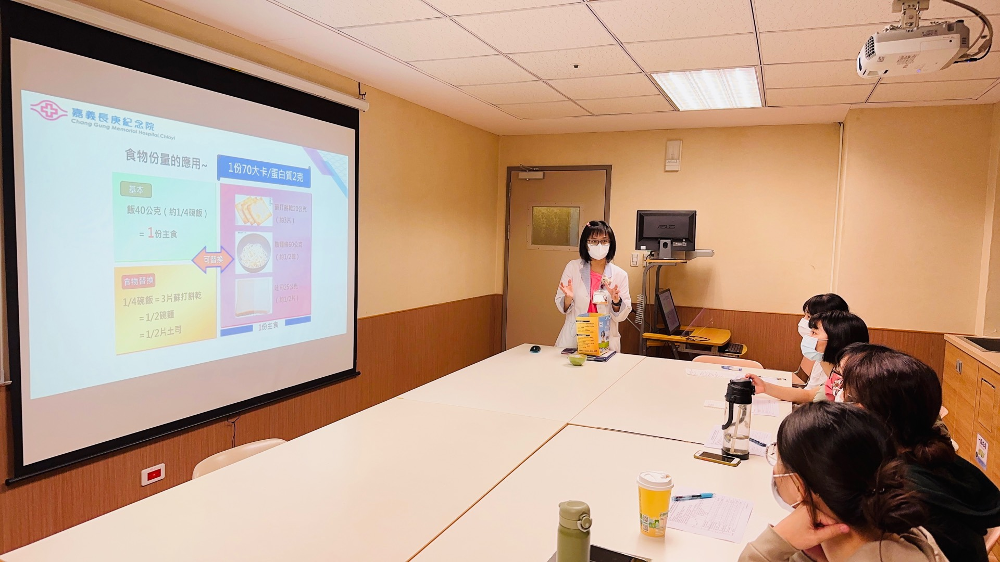 嘉義長庚紀念院
Chang Gung Memorial Hospital,Chiayi
食物份量的應用~
1份70大卡/蛋白質2克
基本
飯40公克（約1/4碗飯）
= 1份主食
可替換
食物替換
1/4碗飯＝3片蘇打餅乾
＝1/2碗麵
＝1/2片土司
蘇打餅乾20公克
（約3片）
熟麵條60公克
（約1/2碗）
吐司25公克
（約1/2片）
1份主食
ASUS